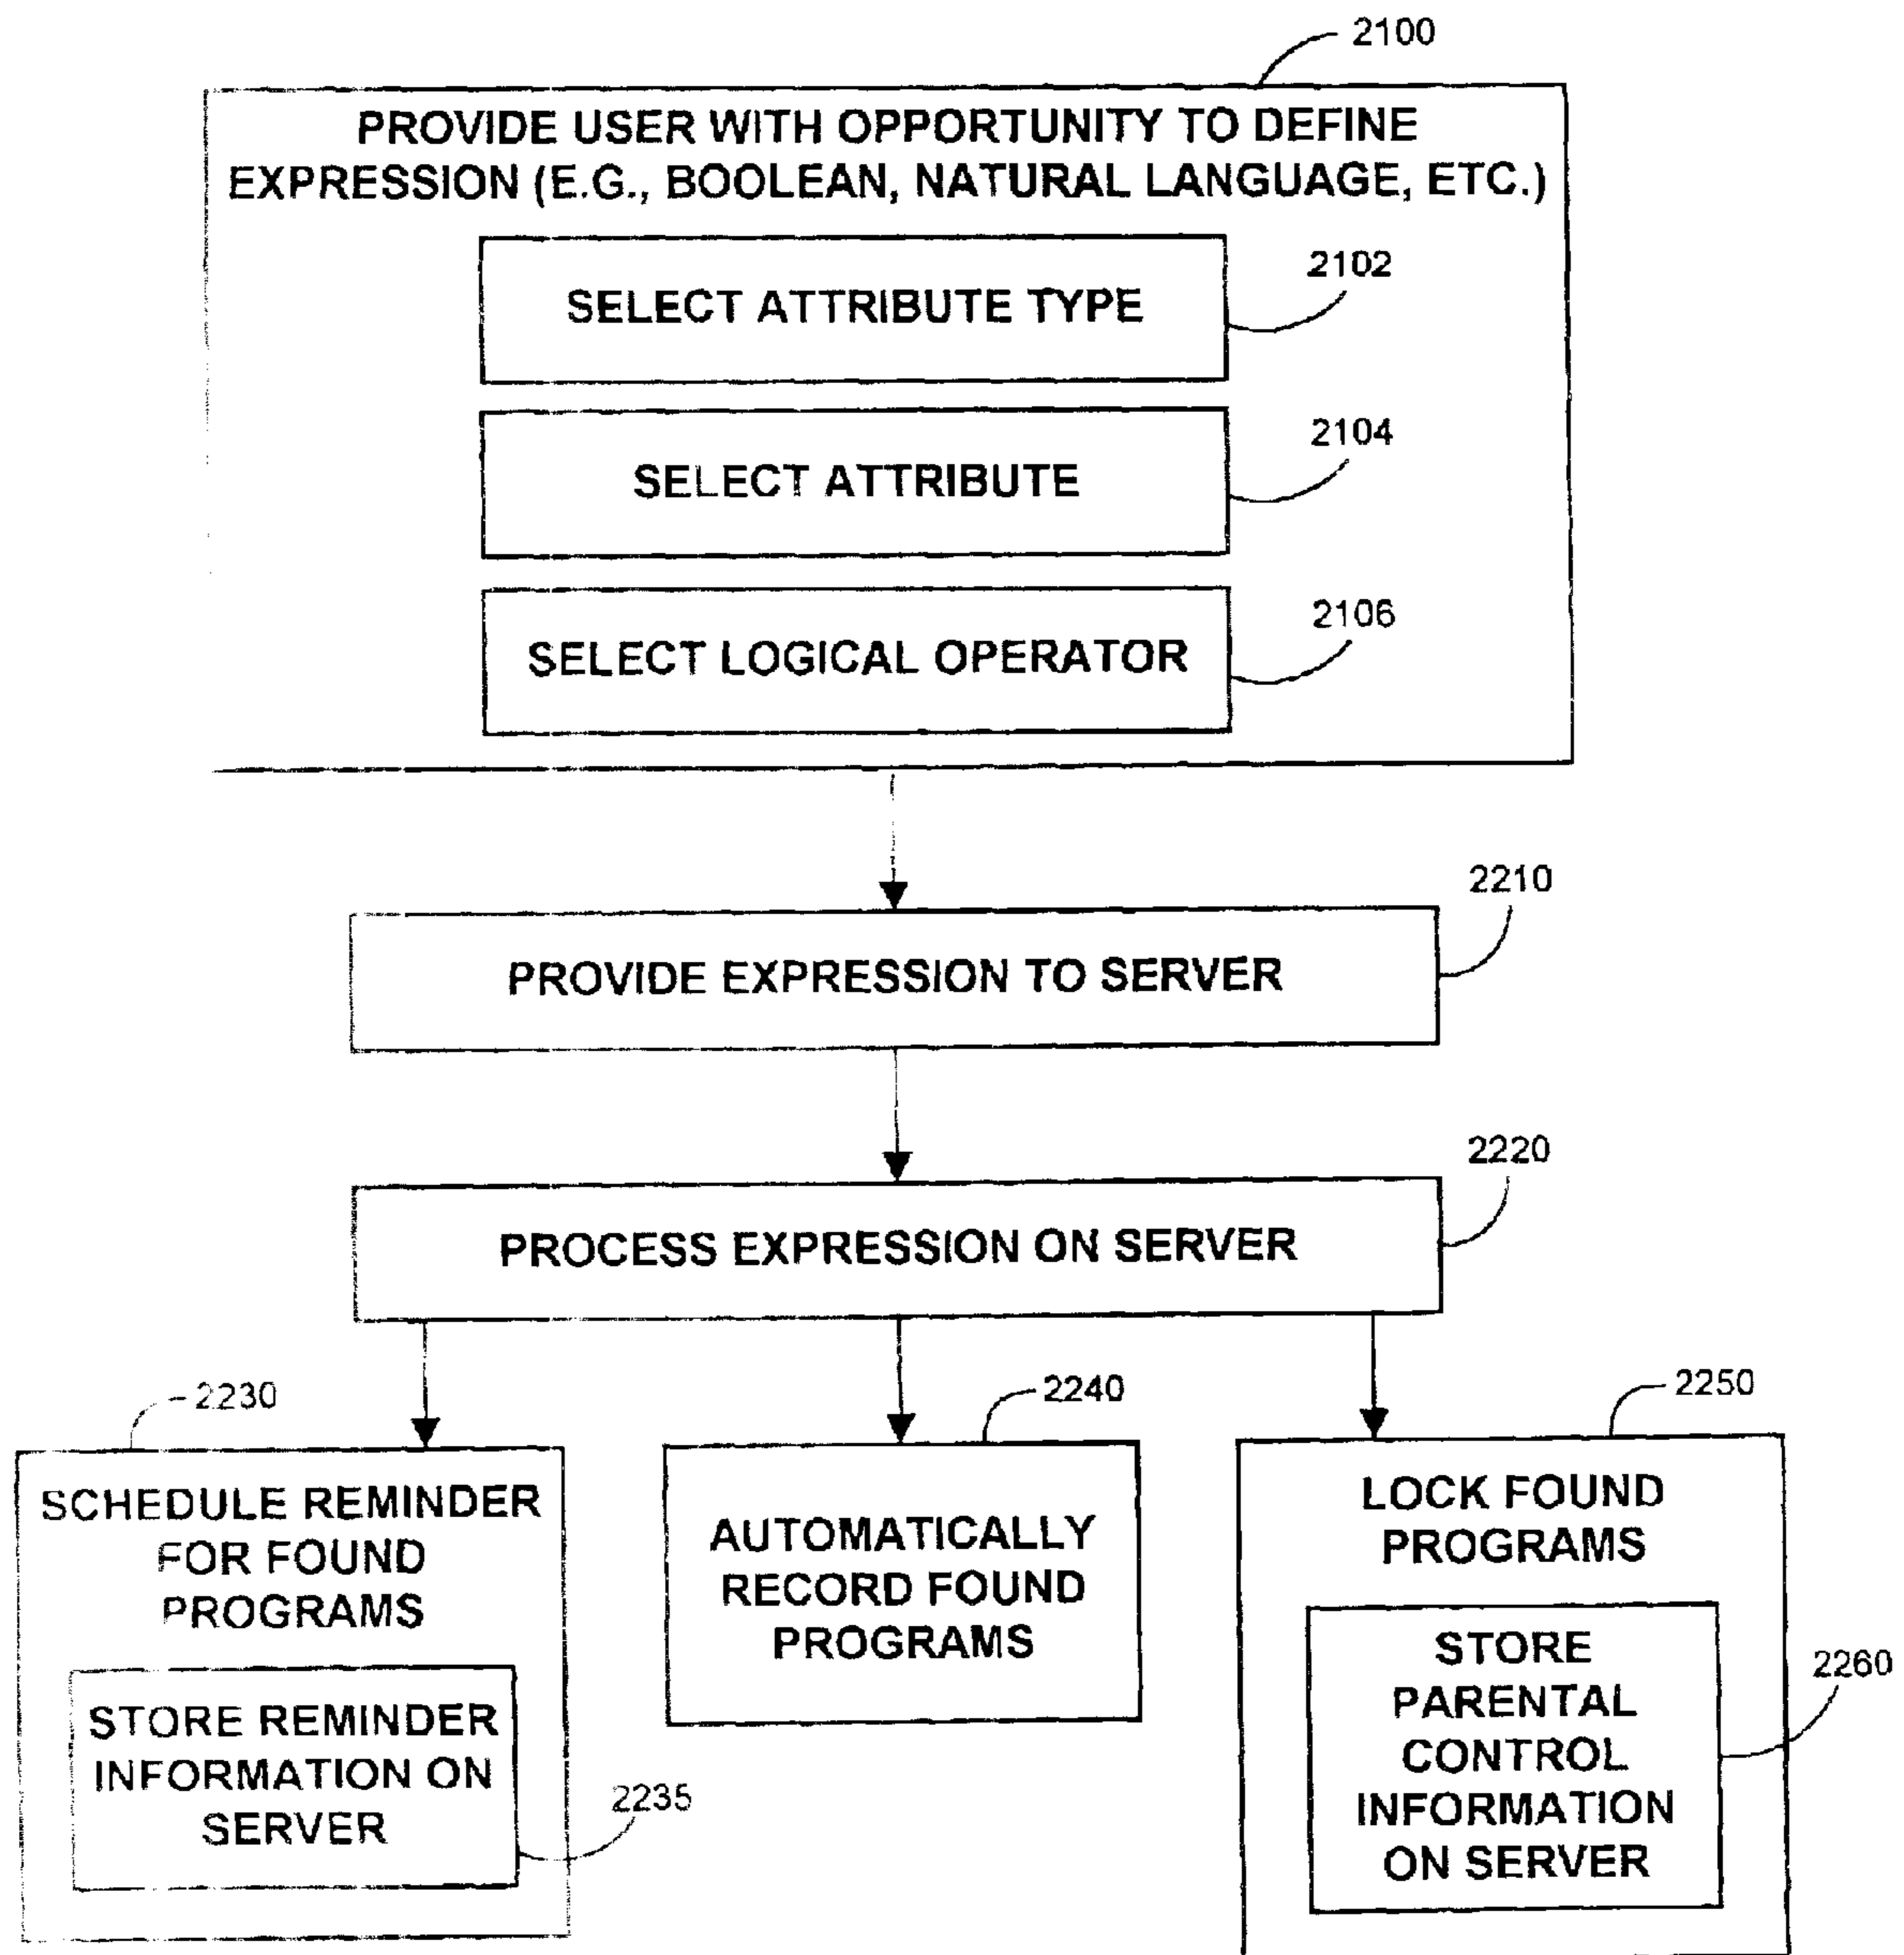 2100
PROVIDE USER WITH OPPORTUNITY TO DEFINE
EXPRESSION (E.G., BOOLEAN, NATURAL LANGUAGE, ETC.)
SELECT ATTRIBUTE TYPE
2102
SELECT ATTRIBUTE
2104
SELECT LOGICAL OPERATOR
2106
2210
PROVIDE EXPRESSION TO SERVER
2220
PROCESS EXPRESSION ON SERVER
2230
SCHEDULE REMINDER
FOR FOUND
PROGRAMS
STORE REMINDER
INFORMATION ON
SERVER
2235
2240
AUTOMATICALLY
RECORD FOUND
PROGRAMS
2250
LOCK FOUND
PROGRAMS
STORE
PARENTAL
CONTROL
INFORMATION
ON SERVER
2260